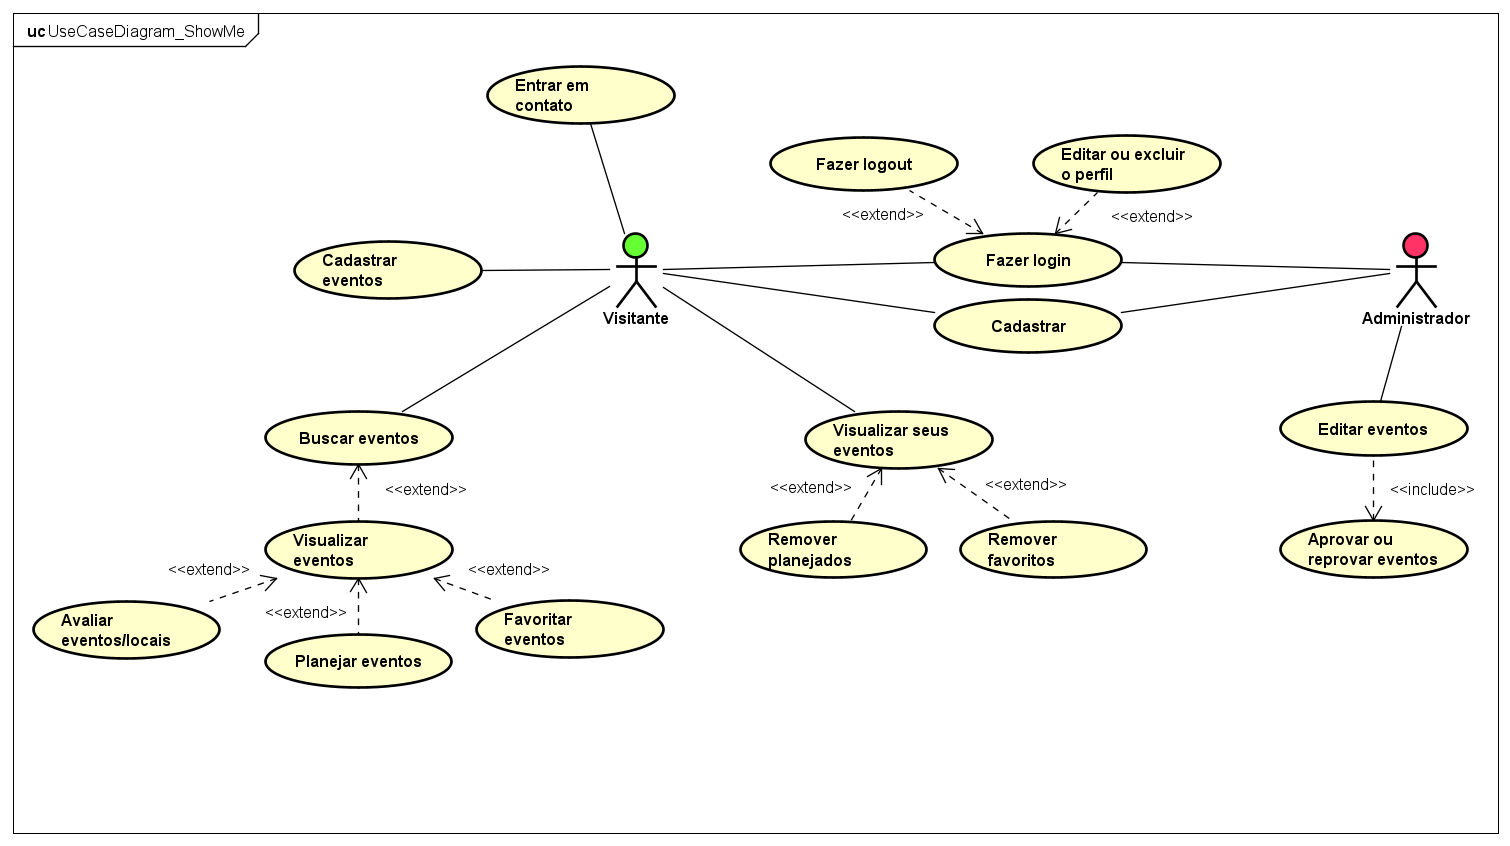 uc UseCaseDiagram_ShowMe
Entrar em
contato
Fazer logout
Editar ou excluir
o perfil
<<extend>>
<<extend>>
Cadastrar
eventos
Visitante
Fazer login
Cadastrar
Administrador
Buscar eventos
Visualizar seus
eventos
Editar eventos
<<extend>>
<<extend>>
<<extend>>
<<include>>
Visualizar
eventos
Remover
planejados
Remover
favoritos
Aprovar ou
reprovar eventos
<<extend>>
<<extend>>
<<extend>>
Avaliar
eventos/locais
Planejar eventos
Favoritar
eventos